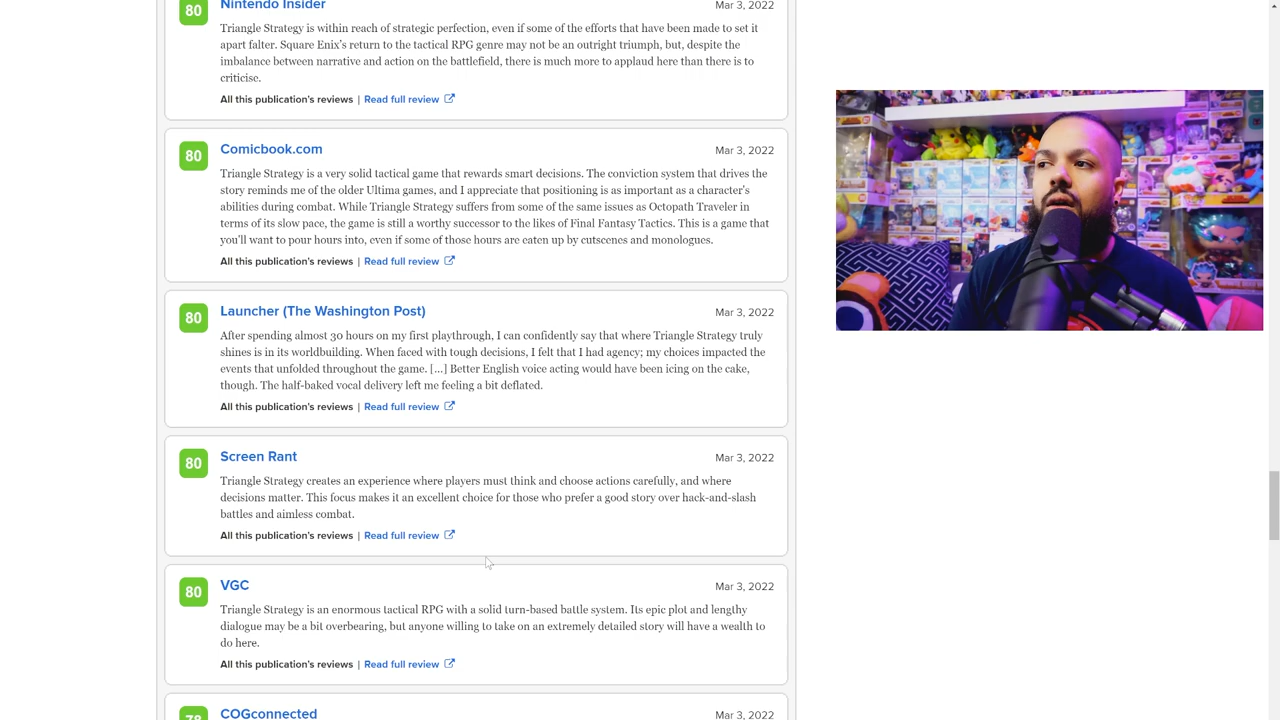 80
Nintendo Insider
Mar 3, 2022
Triangle Strategy is within reach of strategic perfection, even if some of the efforts that have been made to set it
apart falter. Square Enix's return to the tactical RPG genre may not be an outright triumph, but, despite the
imbalance between narrative and action on the battlefield, there is much more to applaud here than there is to
criticise.
All this publication's reviews | Read full review
80
Comicbook.com
Mar 3, 2022
Triangle Strategy is a very solid tactical game that rewards smart decisions. The conviction system that drives the
story reminds me of the older Ultima games, and I appreciate that positioning is as important as a character's
abilities during combat. While Triangle Strategy suffers from some of the same issues as Octopath Traveler in
terms of its slow pace, the game is still a worthy successor to the likes of Final Fantasy Tactics. This is a game that
you'll want to pour hours into, even if some of those hours are eaten up by cutscenes and monologues.
All this publication's reviews | Read full review
80
Launcher (The Washington Post)
Mar 3, 2022
After spending almost 30 hours on my first playthrough, I can confidently say that where Triangle Strategy truly
shines is in its worldbuilding. When faced with tough decisions, I felt that I had agency; my choices impacted the
events that unfolded throughout the game. [...] Better English voice acting would have been icing on the cake,
though. The half-baked vocal delivery left me feeling a bit deflated.
All this publication's reviews | Read full review
80
Screen Rant
Mar 3, 2022
Triangle Strategy creates an experience where players must think and choose actions carefully, and where
decisions matter. This focus makes it an excellent choice for those who prefer a good story over hack-and-slash
battles and aimless combat.
All this publication's reviews | Read full review
80
VGC
Mar 3, 2022
Triangle Strategy is an enormous tactical RPG with a solid turn-based battle system. Its epic plot and lengthy
dialogue may be a bit overbearing, but anyone willing to take on an extremely detailed story will have a wealth to
do here.
All this publication's reviews | Read full review
78
COGconnected
Mar 3, 2022